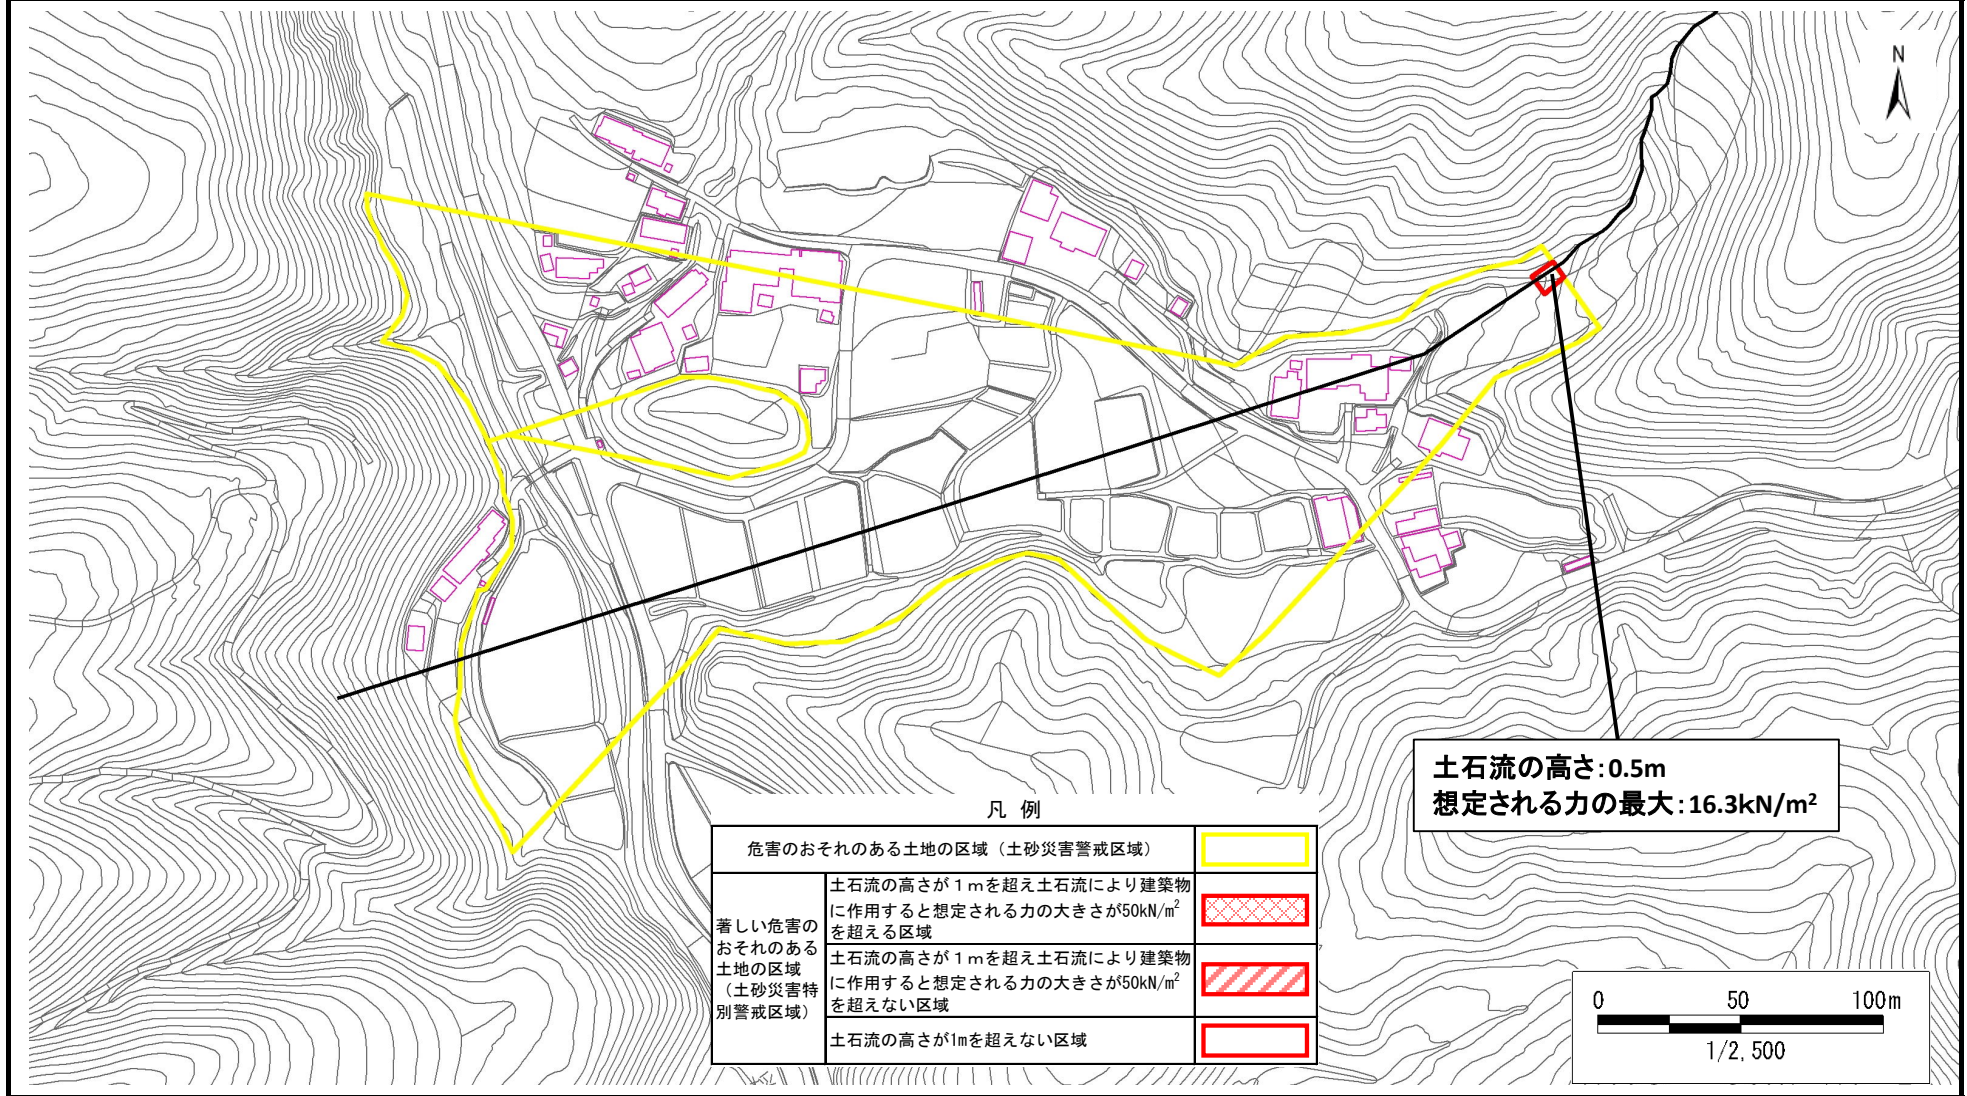 N
土石流の高さ：0.5m
想定される力の最大：16.3kN/m²
凡 例
危害のおそれのある土地の区域（土砂災害警戒区域）
著しい危害の
おそれのある
土地の区域
（土砂災害特
別警戒区域）
土石流の高さが１ｍを超え土石流により建築物
に作用すると想定される力の大きさが50kN/㎡
を超える区域
土石流の高さが１ｍを超え土石流により建築物
に作用すると想定される力の大きさが50kN/㎡
を超えない区域
土石流の高さが1mを超えない区域
0 50 100m
1/2,500